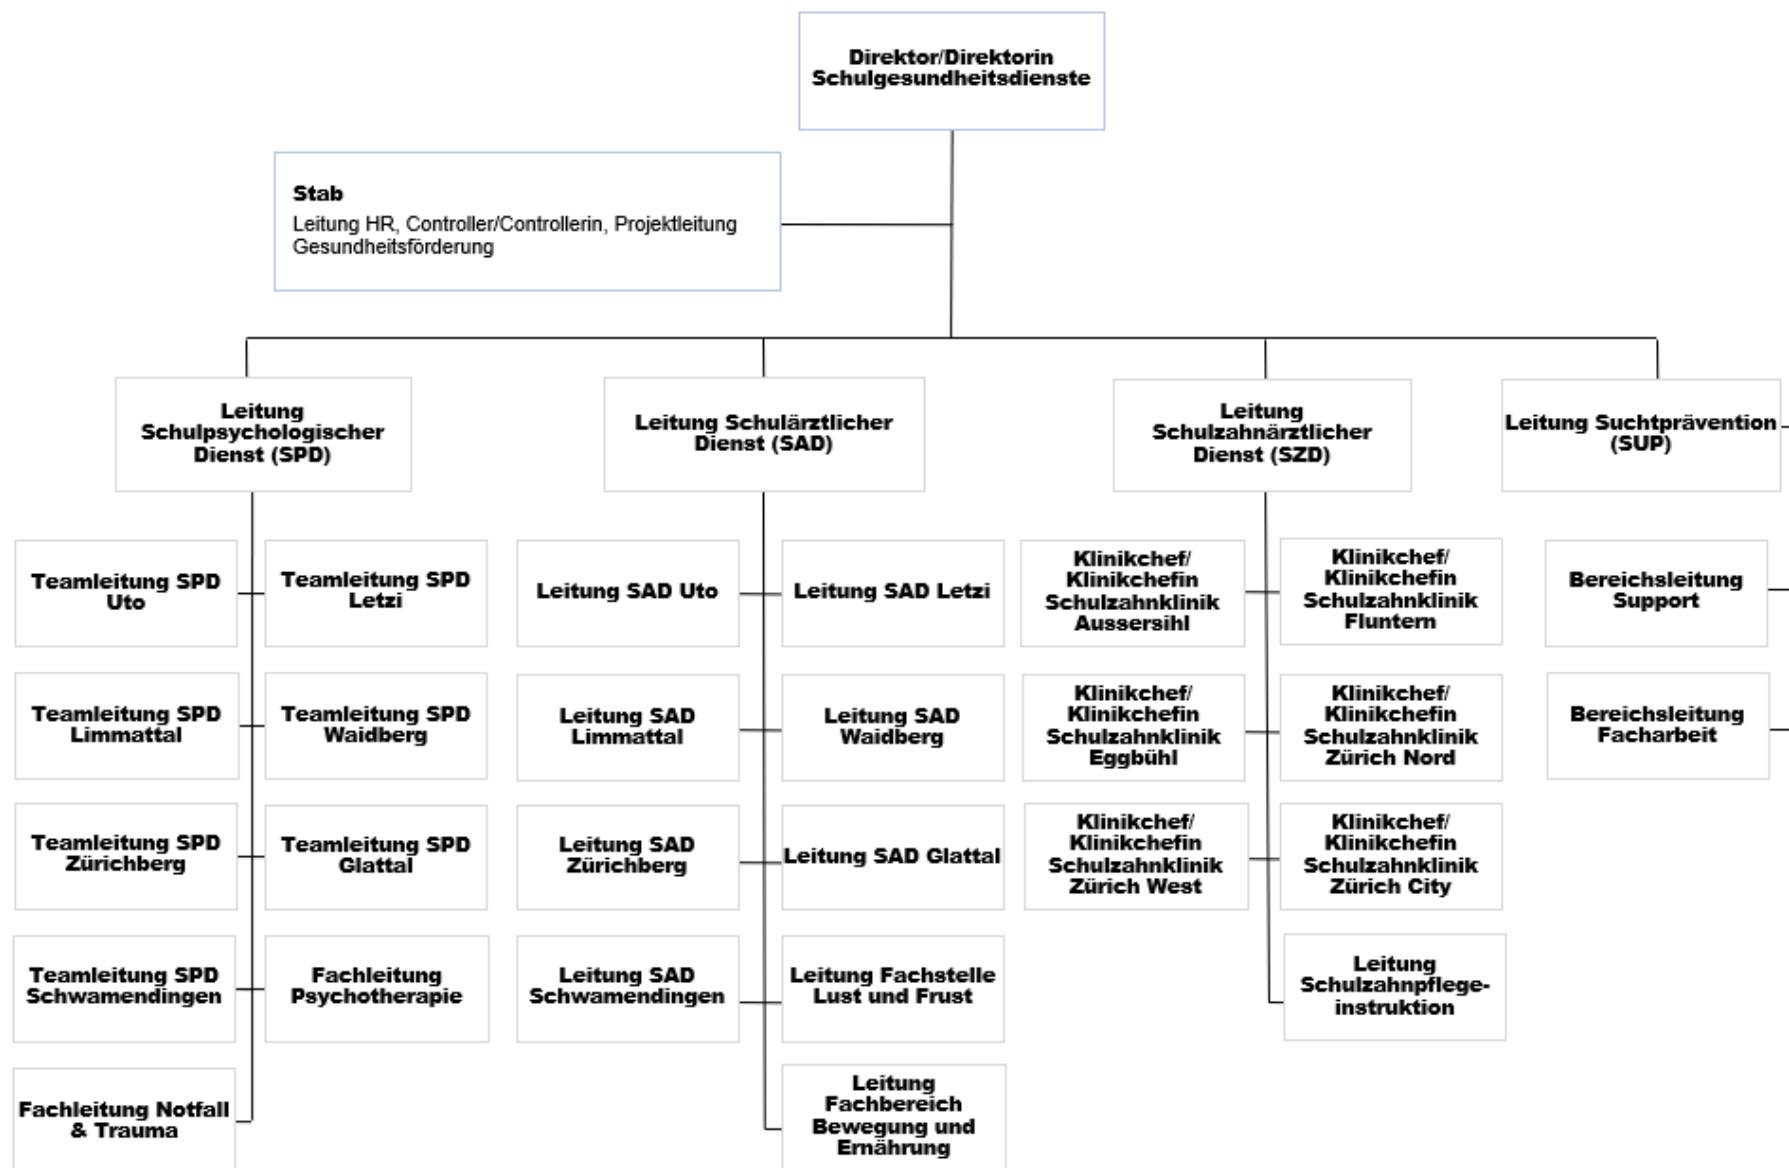 Direktor/Direktorin
Schulgesundheitsdienste
Stab
Leitung HR, Controller/Controllerin, Projektleitung
Gesundheitsförderung
Leitung
Schulpsychologischer
Dienst (SPD)
Leitung Schulärztlicher
Dienst (SAD)
Leitung
Schulzahnärztlicher
Dienst (SZD)
Leitung Suchtprävention
(SUP)
Teamleitung SPD
Uto
Teamleitung SPD
Letzi
Leitung SAD Uto
Leitung SAD Letzi
Klinikchef/
Klinikchefin
Schulzahnklinik
Aussersihl
Klinikchef/
Klinikchefin
Schulzahnklinik
Fluntern
Bereichsleitung
Support
Teamleitung SPD
Limmattal
Teamleitung SPD
Waidberg
Leitung SAD
Limmattal
Leitung SAD
Waidberg
Klinikchef/
Klinikchefin
Schulzahnklinik
Eggbühl
Klinikchef/
Klinikchefin
Schulzahnklinik
Zürich Nord
Bereichsleitung
Facharbeit
Teamleitung SPD
Zürichberg
Teamleitung SPD
Glattal
Leitung SAD
Zürichberg
Leitung SAD Glattal
Klinikchef/
Klinikchefin
Schulzahnklinik
Zürich West
Klinikchef/
Klinikchefin
Schulzahnklinik
Zürich City
Teamleitung SPD
Schwamendingen
Fachleitung
Psychotherapie
Leitung SAD
Schwamendingen
Leitung Fachstelle
Lust und Frust
Leitung
Schulzahnpflege-
instruktion
Fachleitung Notfall
& Trauma
Leitung
Fachbereich
Bewegung und
Ernährung